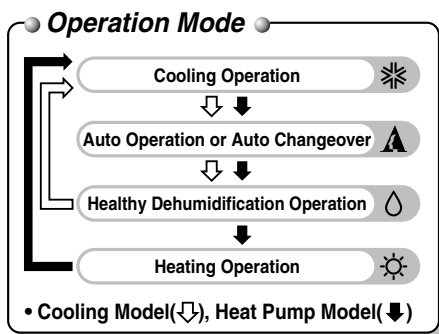 Operation Mode
Cooling Operation
Auto Operation or Auto Changeover
Healthy Dehumidification Operation
Heating Operation
• Cooling Model(⇩), Heat Pump Model(⬇)